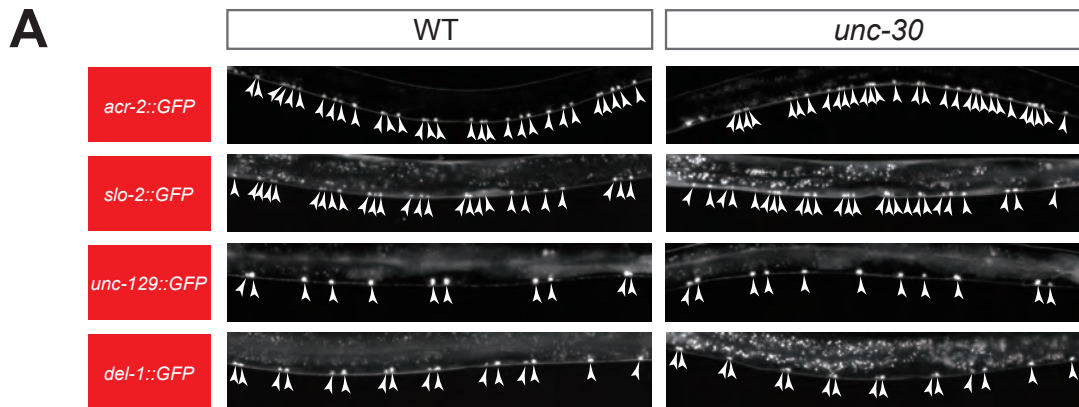 A
WT
unc-30
acr-2::GFP
slo-2::GFP
unc-129::GFP
del-1::GFP